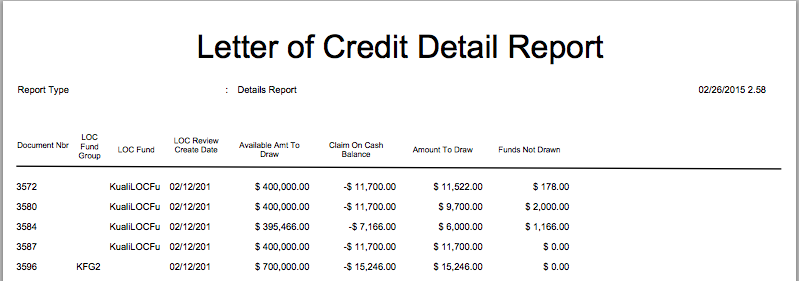 Letter of Credit Detail Report
Report Type : Details Report 02/26/2015 2.58
Document Nbr LOC Fund Group LOC Fund LOC Review Create Date Available Amt To Draw Claim On Cash Balance Amount To Draw Funds Not Drawn
3572 KualiLOCFu 02/12/201 $ 400,000.00 -$ 11,700.00 $ 11,522.00 $ 178.00
3580 KualiLOCFu 02/12/201 $ 400,000.00 -$ 11,700.00 $ 9,700.00 $ 2,000.00
3584 KualiLOCFu 02/12/201 $ 395,466.00 -$ 7,166.00 $ 6,000.00 $ 1,166.00
3587 KualiLOCFu 02/12/201 $ 400,000.00 -$ 11,700.00 $ 11,700.00 $ 0.00
3596 KFG2 02/12/201 $ 700,000.00 -$ 15,246.00 $ 15,246.00 $ 0.00